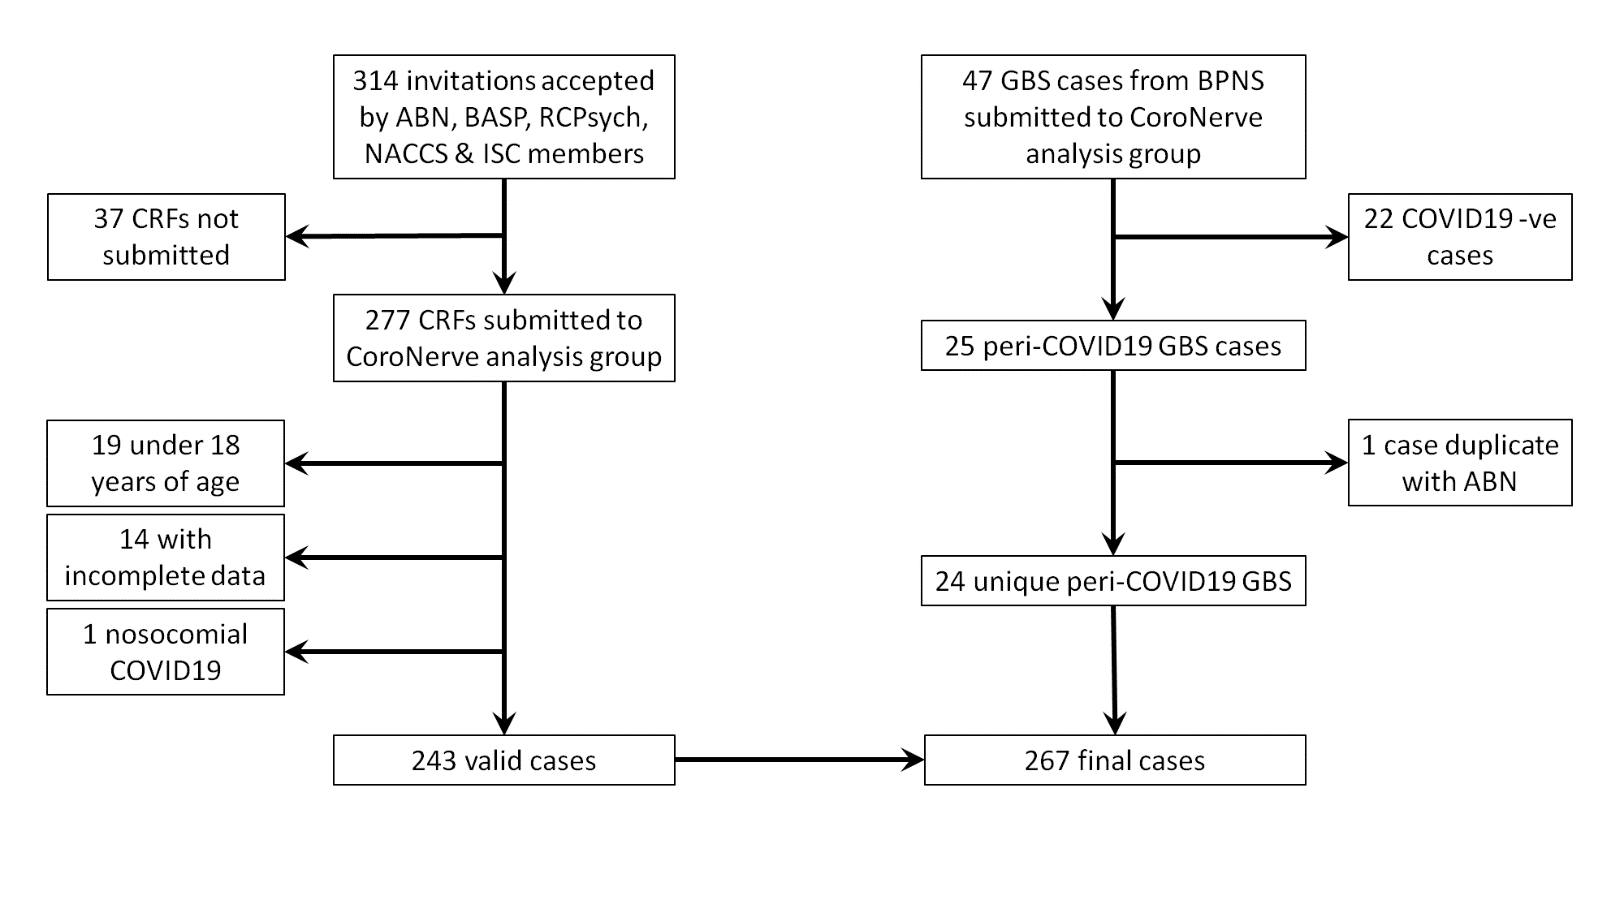 314 invitations accepted
by ABN, BASP, RCPsych,
NACCS & ISC members
37 CRFs not
submitted
277 CRFs submitted to
CoroNerve analysis group
19 under 18
years of age
14 with
incomplete data
1 nosocomial
COVID19
243 valid cases
47 GBS cases from BPNS
submitted to CoroNerve
analysis group
22 COVID19 -ve
cases
25 peri-COVID19 GBS cases
1 case duplicate
with ABN
24 unique peri-COVID19 GBS
267 final cases